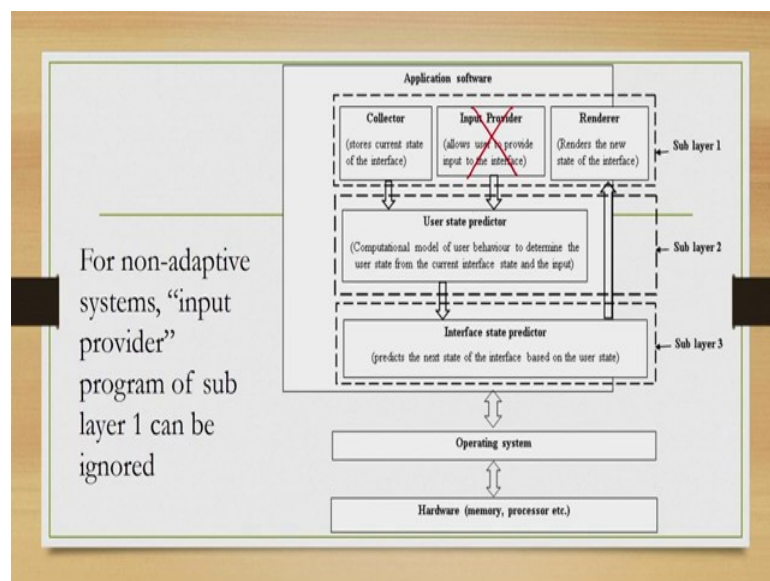 Application software
Collector
(stores current state
of the interface)
Input Provider
(allows user to provide
input to the interface)
Renderer
(Renders the new
state of the interface)
Sub layer 1
User state predictor
(Computational model of user behaviour to determine the
user state from the current interface state and the input)
Sub layer 2
Interface state predictor
(predicts the next state of the interface based on the user state)
Sub layer 3
Operating system
Hardware (memory, processor etc.)
For non-adaptive
systems, “input
provider”
program of sub
layer 1 can be
ignored